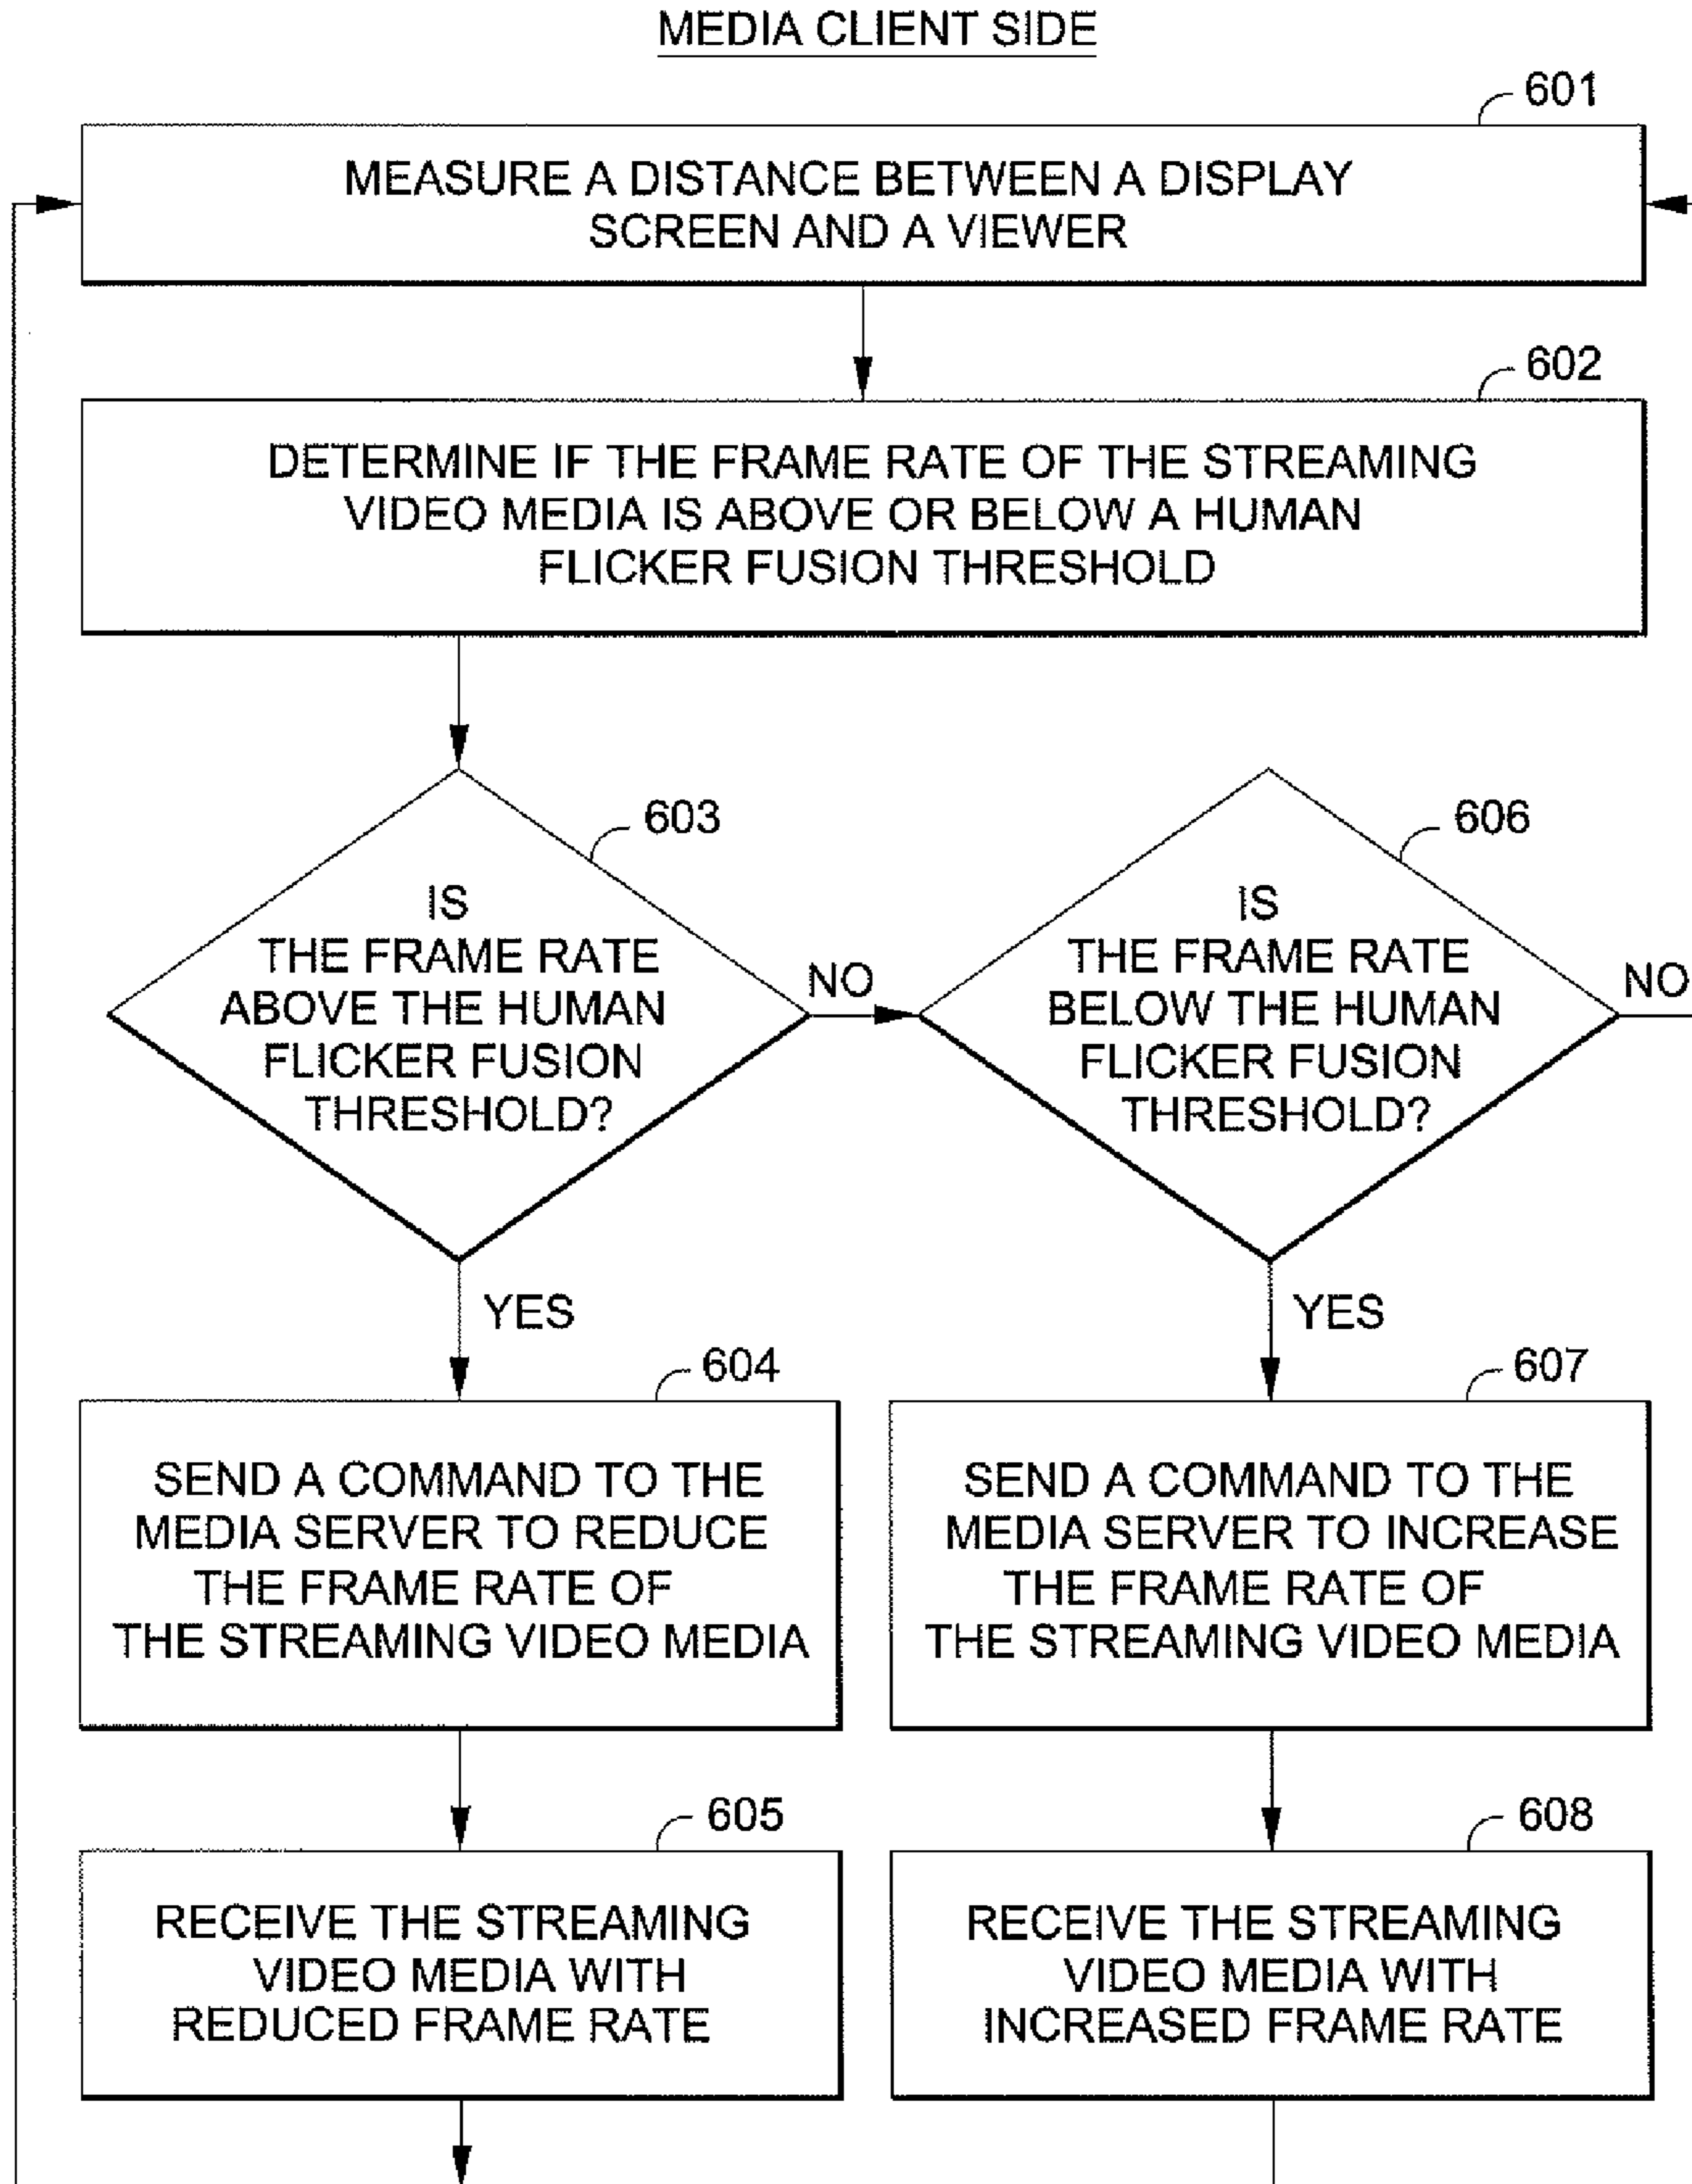 MEDIA CLIENT SIDE
601
MEASURE A DISTANCE BETWEEN A DISPLAY
SCREEN AND A VIEWER
602
DETERMINE IF THE FRAME RATE OF THE STREAMING
VIDEO MEDIA IS ABOVE OR BELOW A HUMAN
FLICKER FUSION THRESHOLD
603
IS
THE FRAME RATE
ABOVE THE HUMAN
FLICKER FUSION
THRESHOLD?
NO
YES
606
IS
THE FRAME RATE
BELOW THE HUMAN
FLICKER FUSION
THRESHOLD?
NO
YES
604
SEND A COMMAND TO THE
MEDIA SERVER TO REDUCE
THE FRAME RATE OF
THE STREAMING VIDEO MEDIA
607
SEND A COMMAND TO THE
MEDIA SERVER TO INCREASE
THE FRAME RATE OF
THE STREAMING VIDEO MEDIA
605
RECEIVE THE STREAMING
VIDEO MEDIA WITH
REDUCED FRAME RATE
608
RECEIVE THE STREAMING
VIDEO MEDIA WITH
INCREASED FRAME RATE